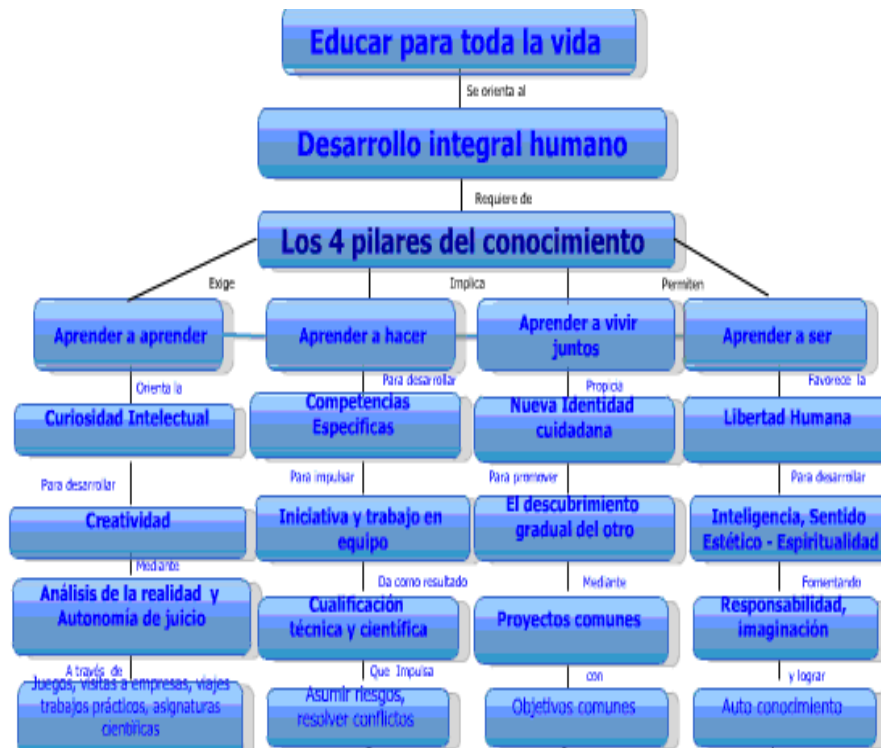 Educar para toda la vida
Se orienta al
Desarrollo integral humano
Requiere de
Los 4 pilares del conocimiento
Exige
Implica
Permiten
Aprender a aprender
Aprender a hacer
Aprender a vivir
juntos
Aprender a ser
Orienta la
Para desarrollar
Propicia
Favorece la
Curiosidad Intelectual
Competencias
Especificas
Nueva Identidad
cuidadana
Libertad Humana
Para desarrollar
Para impulsar
Para promover
Para desarrollar
Creatividad
Iniciativa y trabajo en
equipo
El descubrimiento
gradual del otro
Inteligencia, Sentido
Estético - Espiritualidad
Mediante
Da como resultado
Mediante
Fomentando
Análisis de la realidad y
Autonomía de juicio
Cualificación
técnica y científica
Proyectos comunes
Responsabilidad,
imaginación
A través de
Que Impulsa
con
y lograr
Juegos, visitas a empresas, viajes
trabajos prácticos, asignaturas
científicas
Asumir riesgos,
resolver conflictos
Objetivos comunes
Auto conocimiento